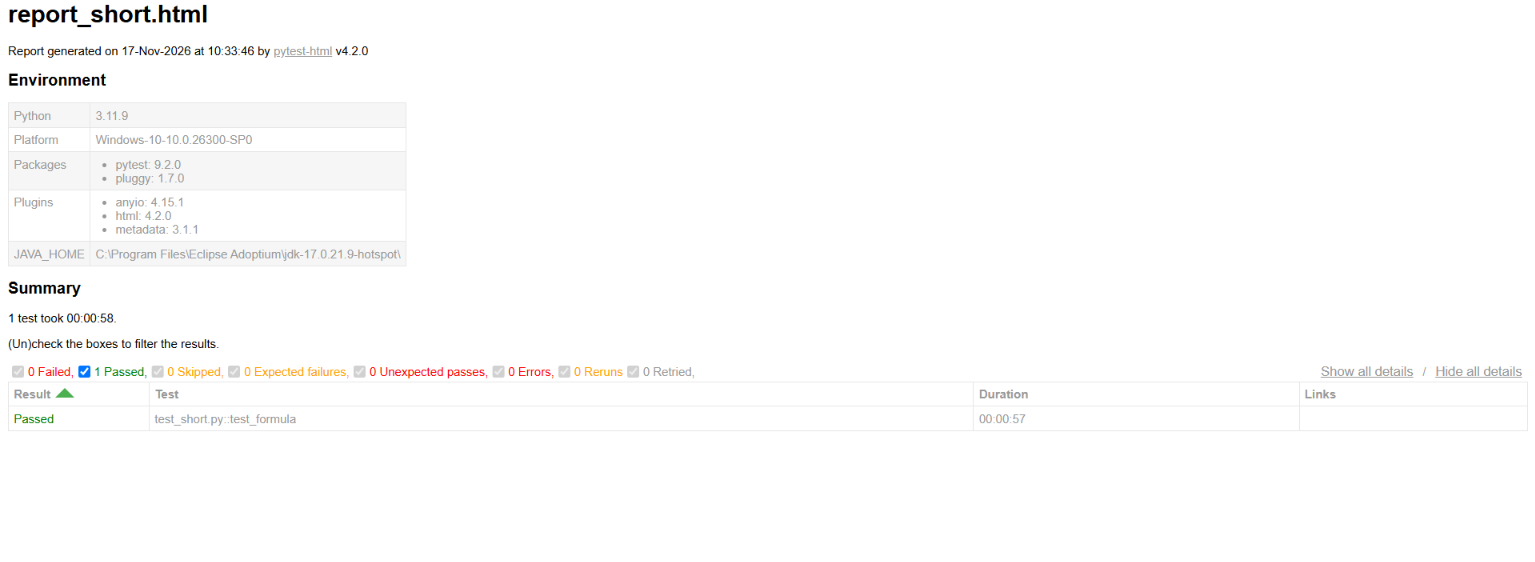 report_short.html
Report generated on 17-Nov-2026 at 10:33:46 by pytest-html v4.2.0
Environment
Python 3.11.9
Platform Windows-10-10.0.26300-SP0
Packages • pytest: 9.2.0
• pluggy: 1.7.0
Plugins • anyio: 4.15.1
• html: 4.2.0
• metadata: 3.1.1
JAVA_HOME C:\Program Files\Eclipse Adoptium\jdk-17.0.21.9-hotspot\
Summary
1 test took 00:00:58.
(Un)check the boxes to filter the results.
0 Failed, 1 Passed, 0 Skipped, 0 Expected failures, 0 Unexpected passes, 0 Errors, 0 Reruns 0 Retried, Show all details / Hide all details
Result Test Duration Links
Passed test_short.py::test_formula 00:00:57